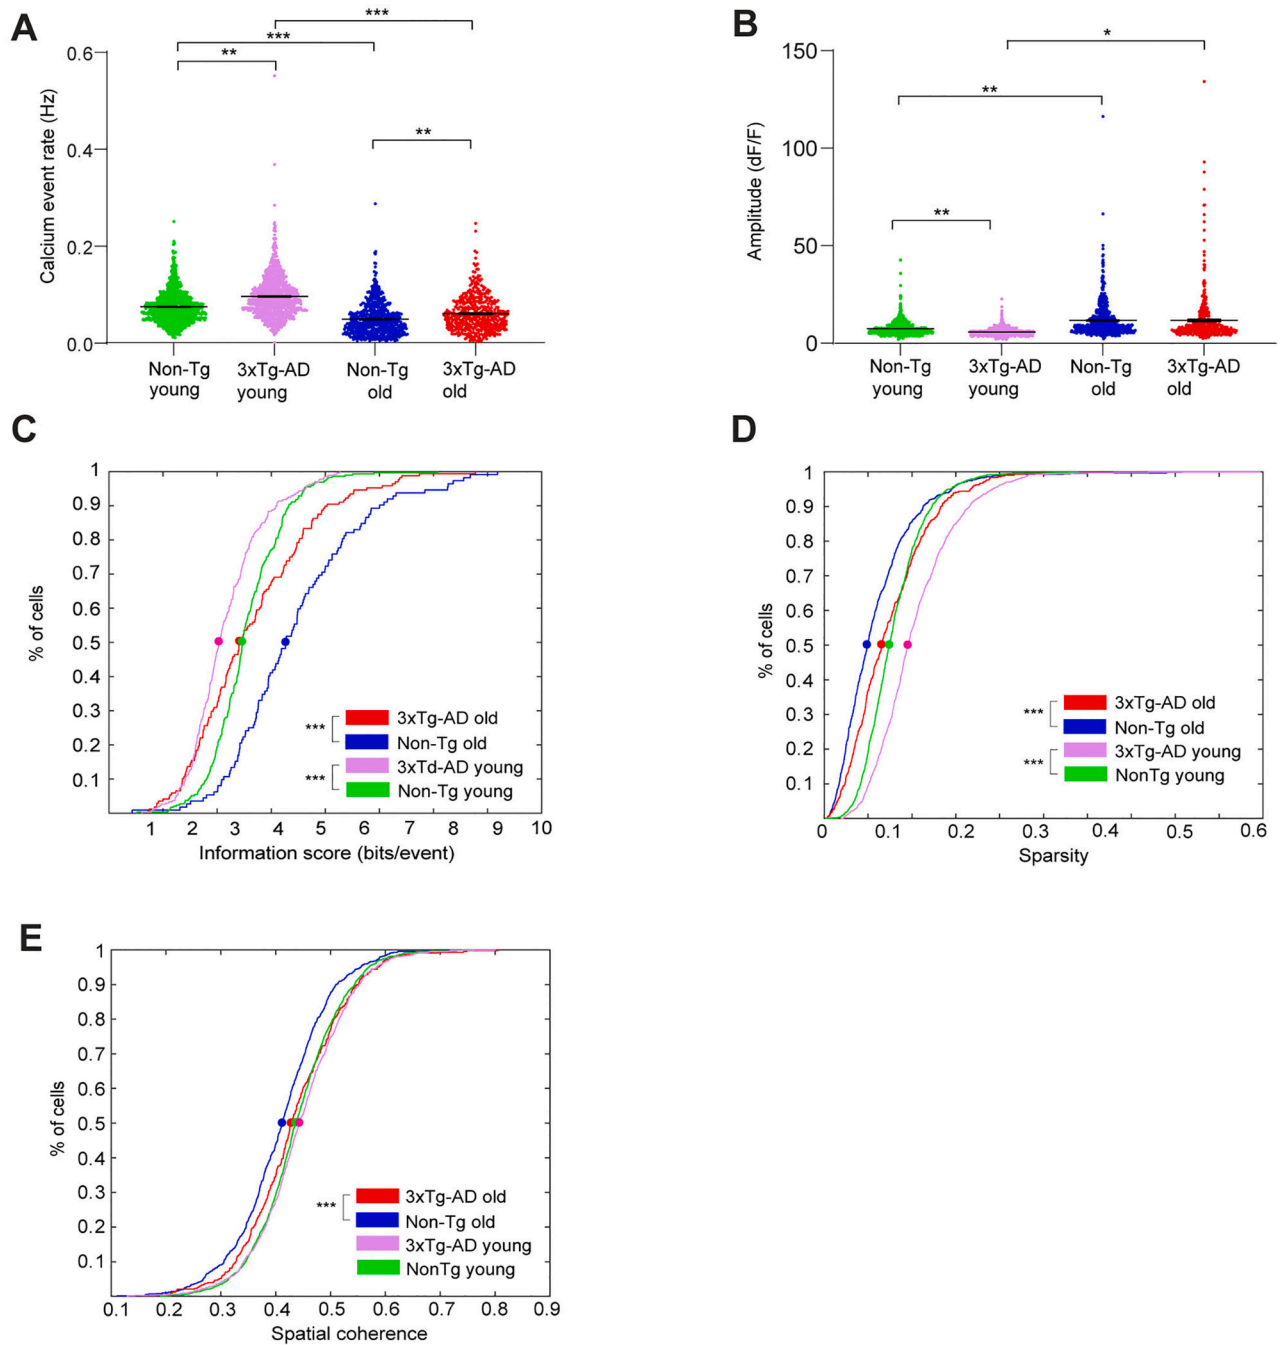 A
***
***
**
**
0.6
0.4
0.2
0.0
Calcium event rate (Hz)
Non-Tg young
3xTg-AD young
Non-Tg old
3xTg-AD old
B
*
**
**
150
100
50
0
Amplitude (dF/F)
Non-Tg young
3xTg-AD young
Non-Tg old
3xTg-AD old
C
1
0.9
0.8
0.7
0.6
0.5
0.4
0.3
0.2
0.1
% of cells
*** 
3xTg-AD old
Non-Tg old
***
3xTd-AD young
Non-Tg young
1 2 3 4 5 6 7 8 9 10
Information score (bits/event)
D
1
0.9
0.8
0.7
0.6
0.5
0.4
0.3
0.2
0.1
% of cells
***
3xTg-AD old
Non-Tg old
***
3xTg-AD young
NonTg young
0 0.1 0.2 0.3 0.4 0.5 0.6
Sparsity
E
1
0.9
0.8
0.7
0.6
0.5
0.4
0.3
0.2
0.1
% of cells
***
3xTg-AD old
Non-Tg old
3xTg-AD young
NonTg young
0.1 0.2 0.3 0.4 0.5 0.6 0.7 0.8 0.9
Spatial coherence